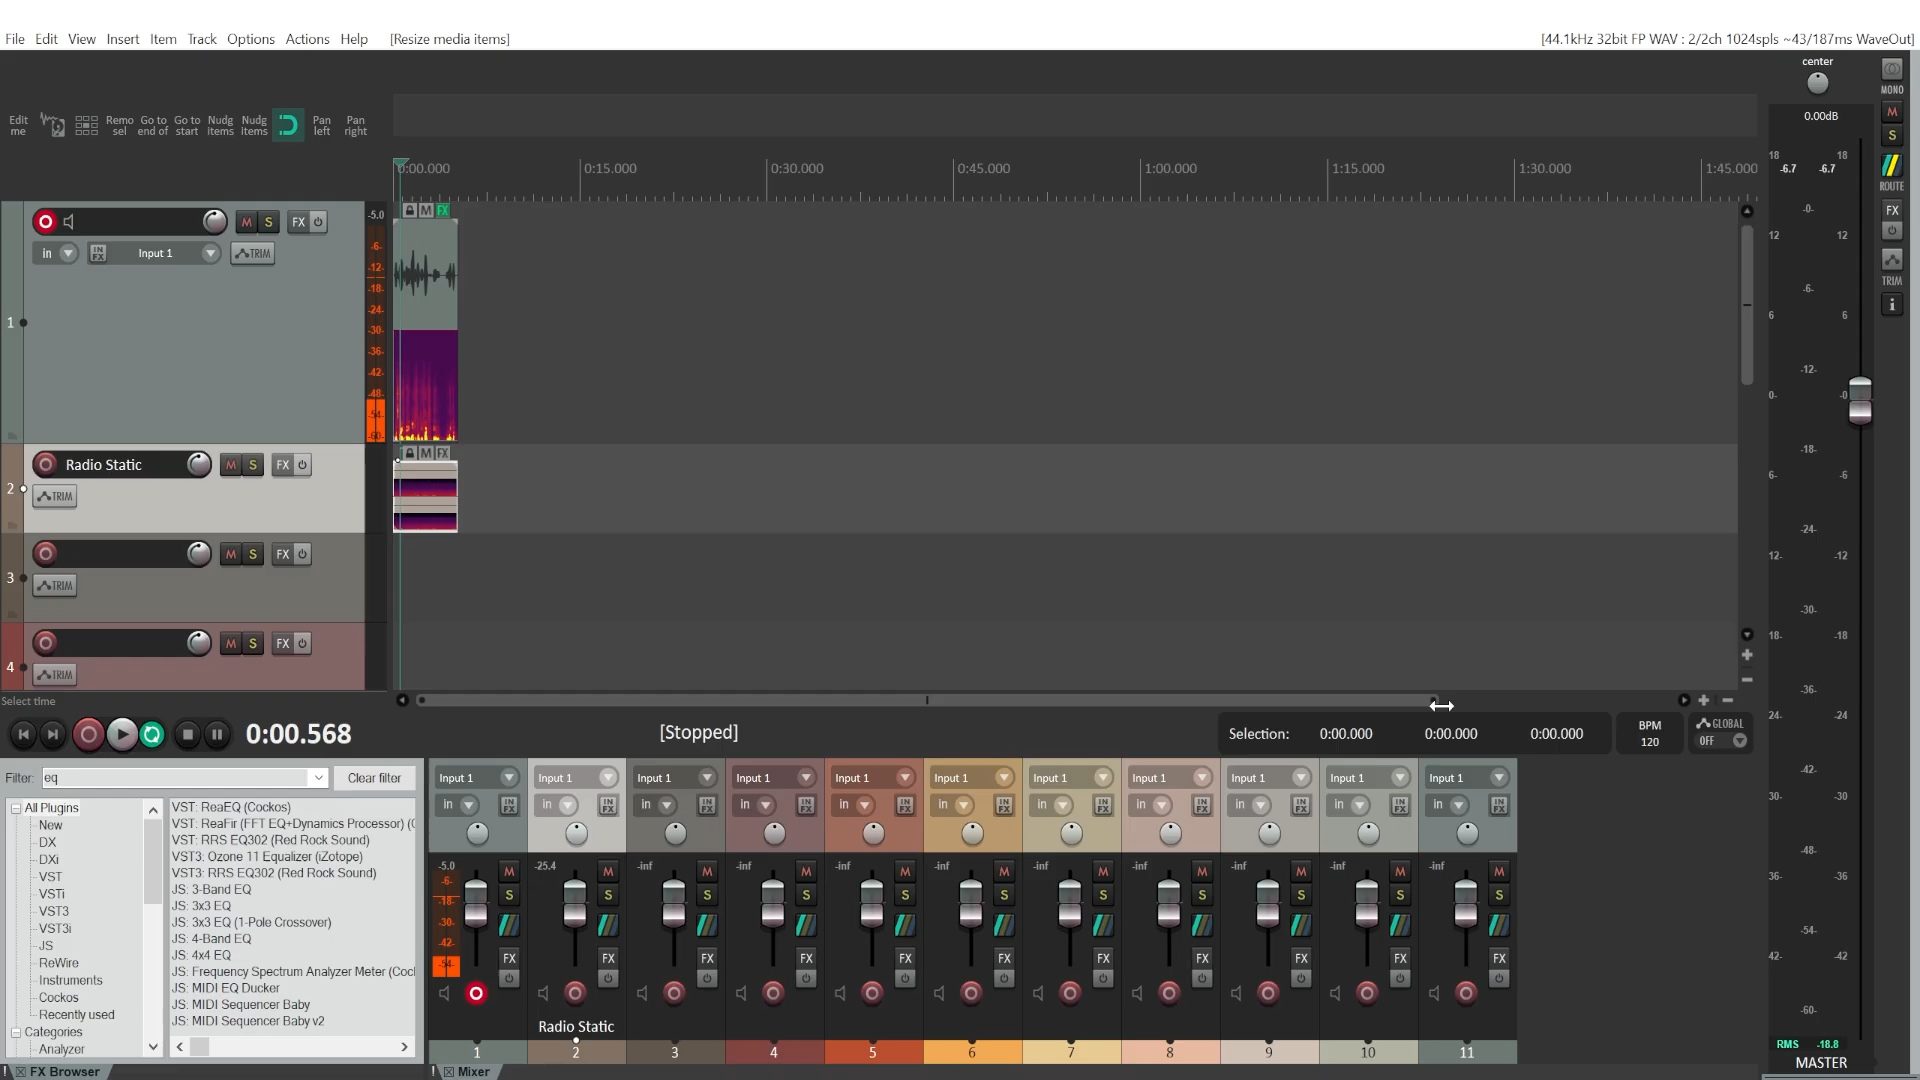 File Edit View Insert Item Track Options Actions Help [Resize media items]
[44.1kHz 32bit FP WAV : 2/2ch 1024spls ~43/187ms WaveOut]
center
MONO
0.00dB
M
S
18 18
-6.7 -6.7
ROUTE
FX
TRIM
Edit me
Remo sel
Go to end of
Go to start
Nudg items
Nudg items
Pan left
Pan right
0:00.000 0:15.000 0:30.000 0:45.000 1:00.000 1:15.000 1:30.000 1:45.000
M S FX
in IN FX Input 1 TRIM
1
-5.0
-6-
-12-
-18-
-24-
-30-
-36-
-42-
-48-
-54-
-60-
M FX
M FX
2 Radio Static M S FX
TRIM
3 M S FX
TRIM
4 M S FX
TRIM
-0-
12 12
-6-
6 6
-12-
0- -0
-18-
6- -6
-24-
12- -12
-30-
18- -18
-36-
24- -24
-42-
30- -30
-48-
36- -36
-54-
42- -42
-60-
RMS -18.8
MASTER
Select time
0:00.568
[Stopped]
Selection: 0:00.000 0:00.000 0:00.000
BPM
120
GLOBAL
OFF
Filter: eq Clear filter
All Plugins
New
DX
DXi
VST
VSTi
VST3
VST3i
JS
ReWire
Instruments
Cockos
Recently used
Categories
Analyzer
VST: ReaEQ (Cockos)
VST: ReaFir (FFT EQ+Dynamics Processor) (C
VST: RRS EQ302 (Red Rock Sound)
VST3: Ozone 11 Equalizer (iZotope)
VST3: RRS EQ302 (Red Rock Sound)
JS: 3-Band EQ
JS: 3x3 EQ
JS: 3x3 EQ (1-Pole Crossover)
JS: 4-Band EQ
JS: 4x4 EQ
JS: Frequency Spectrum Analyzer Meter (Coc
JS: MIDI EQ Ducker
JS: MIDI Sequencer Baby
JS: MIDI Sequencer Baby v2
Input 1 Input 1 Input 1 Input 1 Input 1 Input 1 Input 1 Input 1 Input 1 Input 1 Input 1
in IN FX in IN FX in IN FX in IN FX in IN FX in IN FX in IN FX in IN FX in IN FX in IN FX in IN FX
-5.0 M -25.4 M -inf M -inf M -inf M -inf M -inf M -inf M -inf M -inf M -inf M
-6-
S S S S S S S S S S S
-18-
-30-
-42-
FX FX FX FX FX FX FX FX FX FX FX
-54-
Radio Static
1 2 3 4 5 6 7 8 9 10 11
! FX Browser
! Mixer